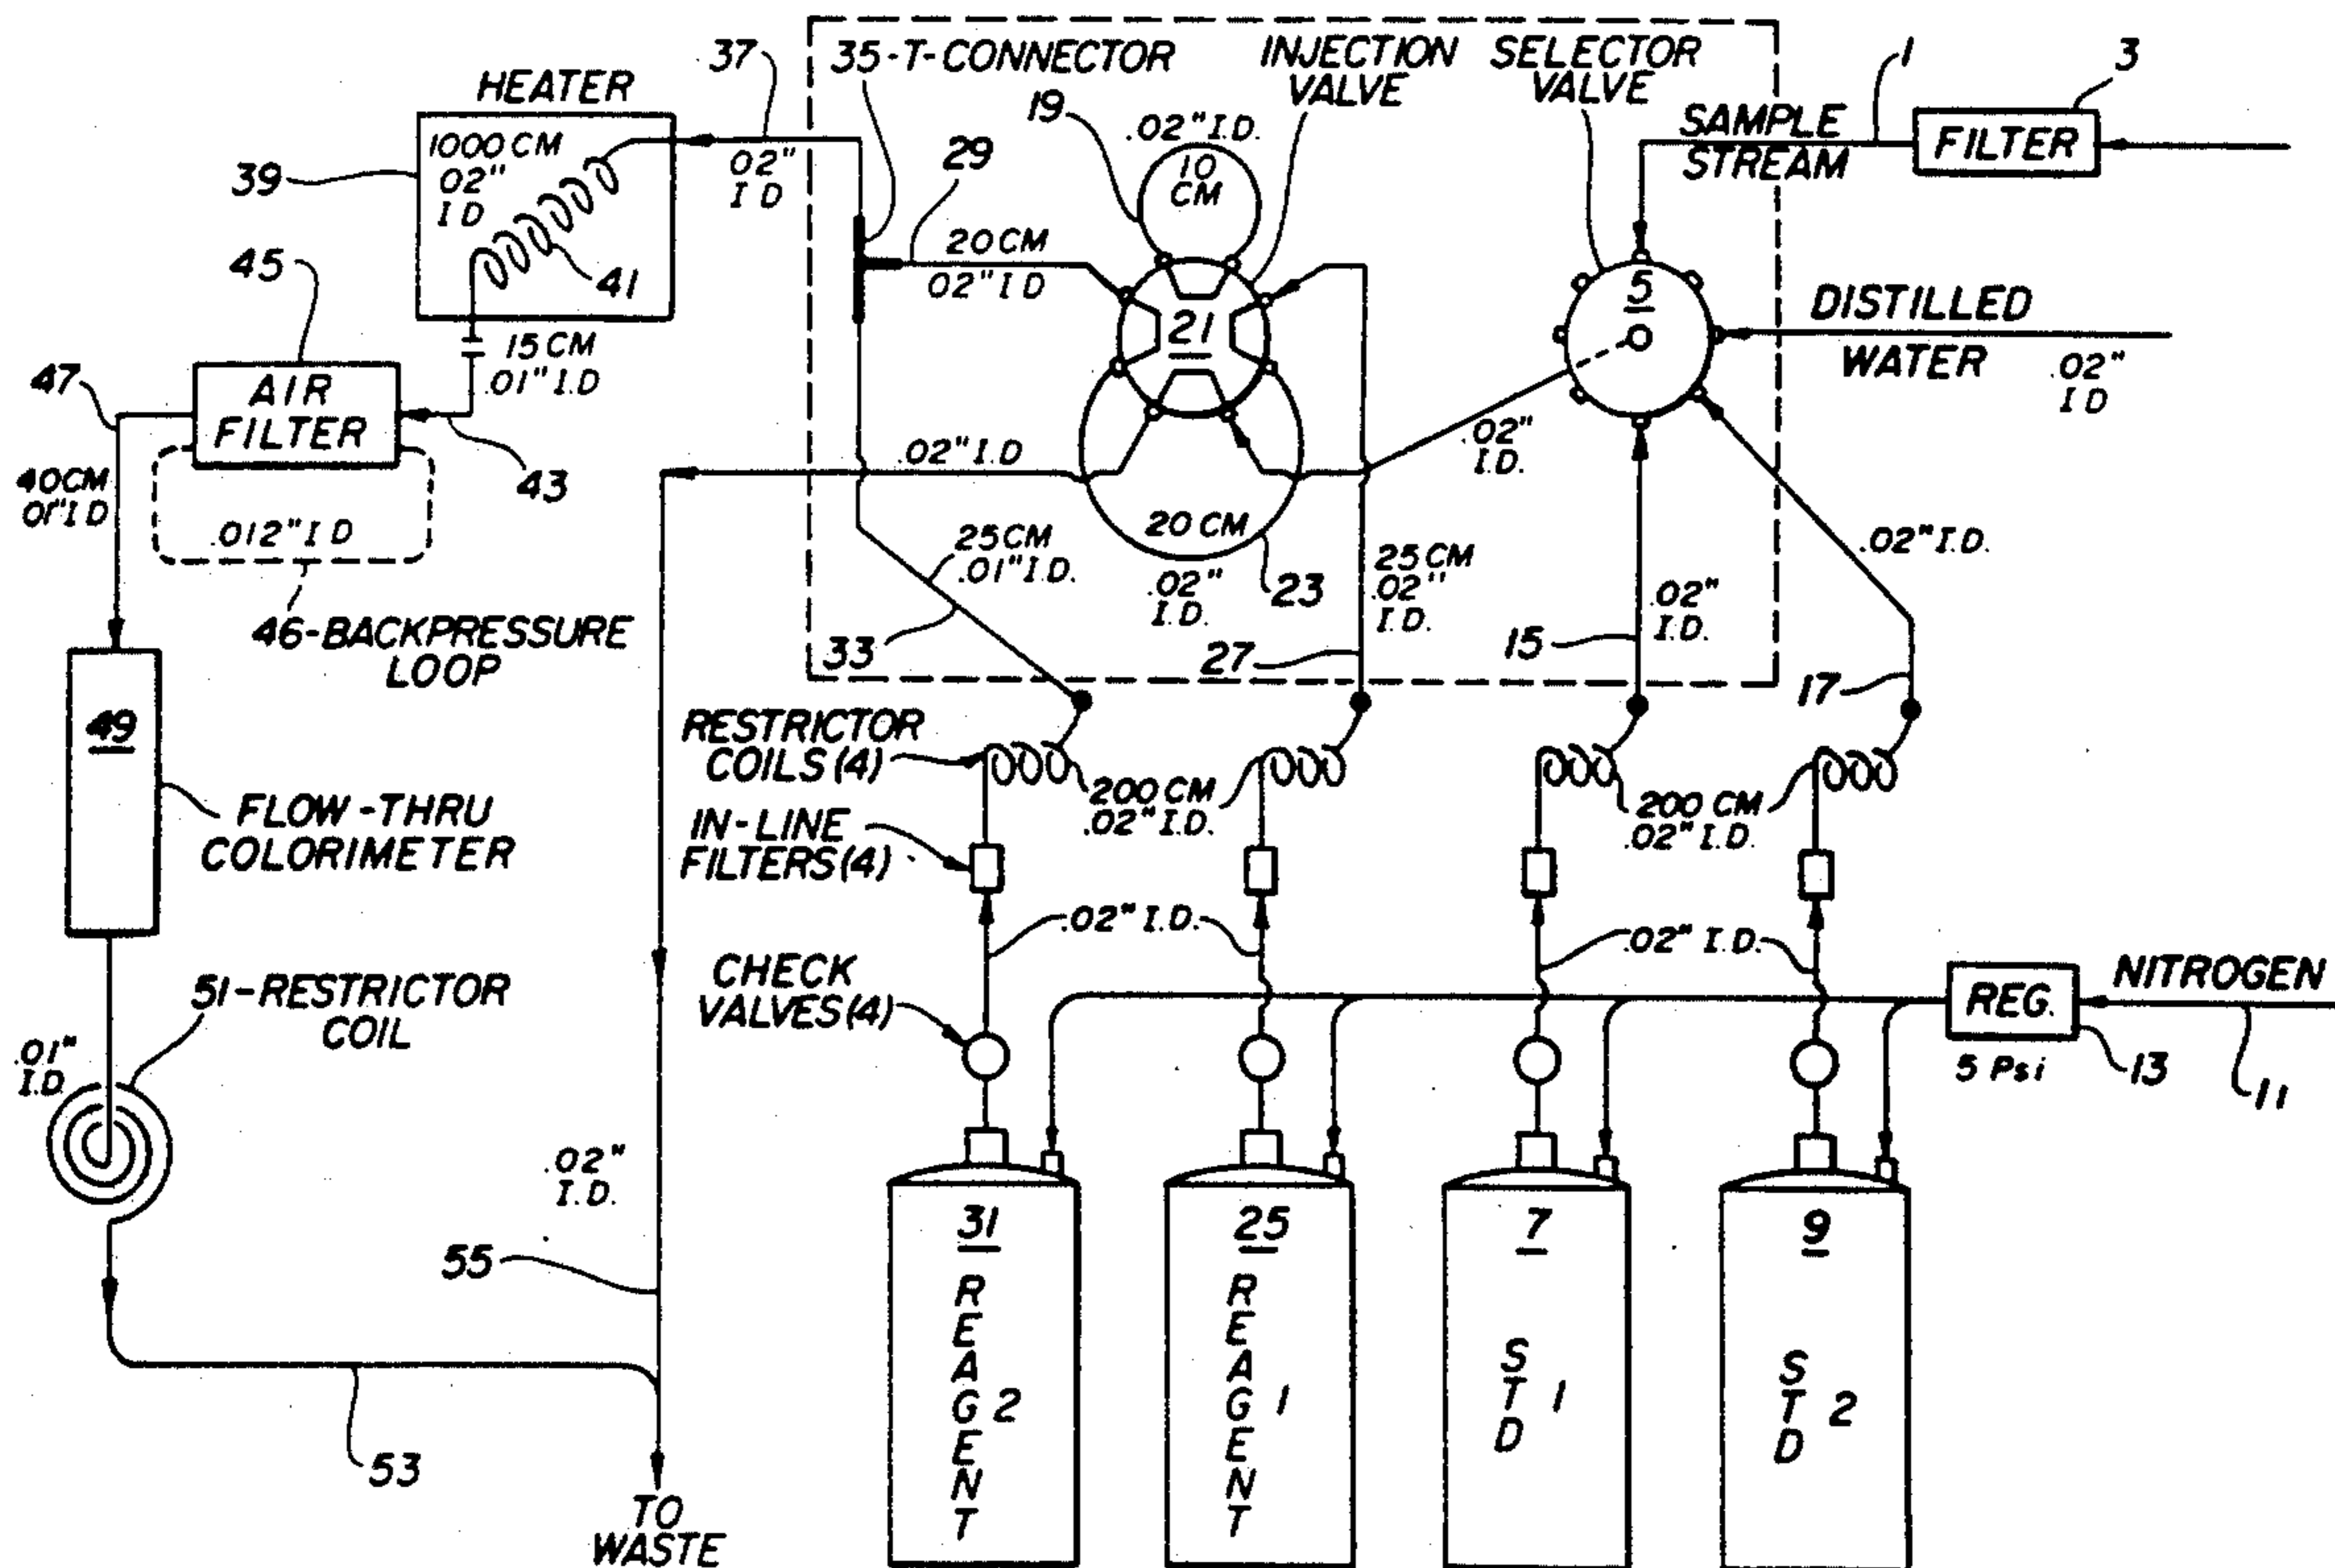 37
35-T-CONNECTOR
INJECTION
VALVE
SELECTOR
VALVE
1
3
HEATER
19
SAMPLE
STREAM
FILTER
1000 CM
02"
I D
39
41
02"
I D
29
.02" I.D.
10
CM
20 CM
02" I D
21
5
DISTILLED
WATER
.02"
I D
45
15 CM
.01" I D
47
AIR
FILTER
43
40CM
01" I D
.012" I D
46-BACKPRESSURE
LOOP
.02" I D
.02"
I.D.
20 CM
25 CM
.01" I.D.
.02"
I.D.
23
25 CM
.02"
I.D.
.02" I.D.
33
27
15
.02"
I.D.
17
49
RESTRICTOR
COILS (4)
200 CM
.02" I.D.
200 CM
.02" I.D.
FLOW-THRU
COLORIMETER
IN-LINE
FILTERS (4)
.02" I.D.
.02" I.D.
51-RESTRICTOR
COIL
CHECK
VALVES (4)
REG.
NITROGEN
5 Psi
13
11
.01"
I.D.
.02"
I.D.
55
53
TO
WASTE
31
REAGENT 2
25
REAGENT 1
7
STD 1
9
STD 2